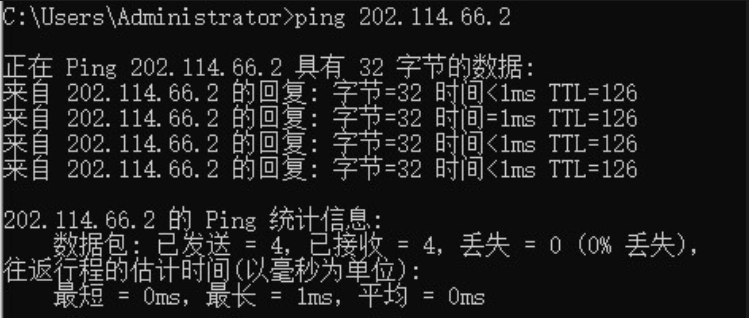 C:\Users\Administrator>ping 202.114.66.2
正在 Ping 202.114.66.2 具有 32 字节的数据:
来自 202.114.66.2 的回复: 字节=32 时间<1ms TTL=126
来自 202.114.66.2 的回复: 字节=32 时间=1ms TTL=126
来自 202.114.66.2 的回复: 字节=32 时间<1ms TTL=126
来自 202.114.66.2 的回复: 字节=32 时间<1ms TTL=126
202.114.66.2 的 Ping 统计信息:
数据包: 已发送 = 4，已接收 = 4，丢失 = 0 (0% 丢失)，
往返行程的估计时间(以毫秒为单位):
最短 = 0ms，最长 = 1ms，平均 = 0ms